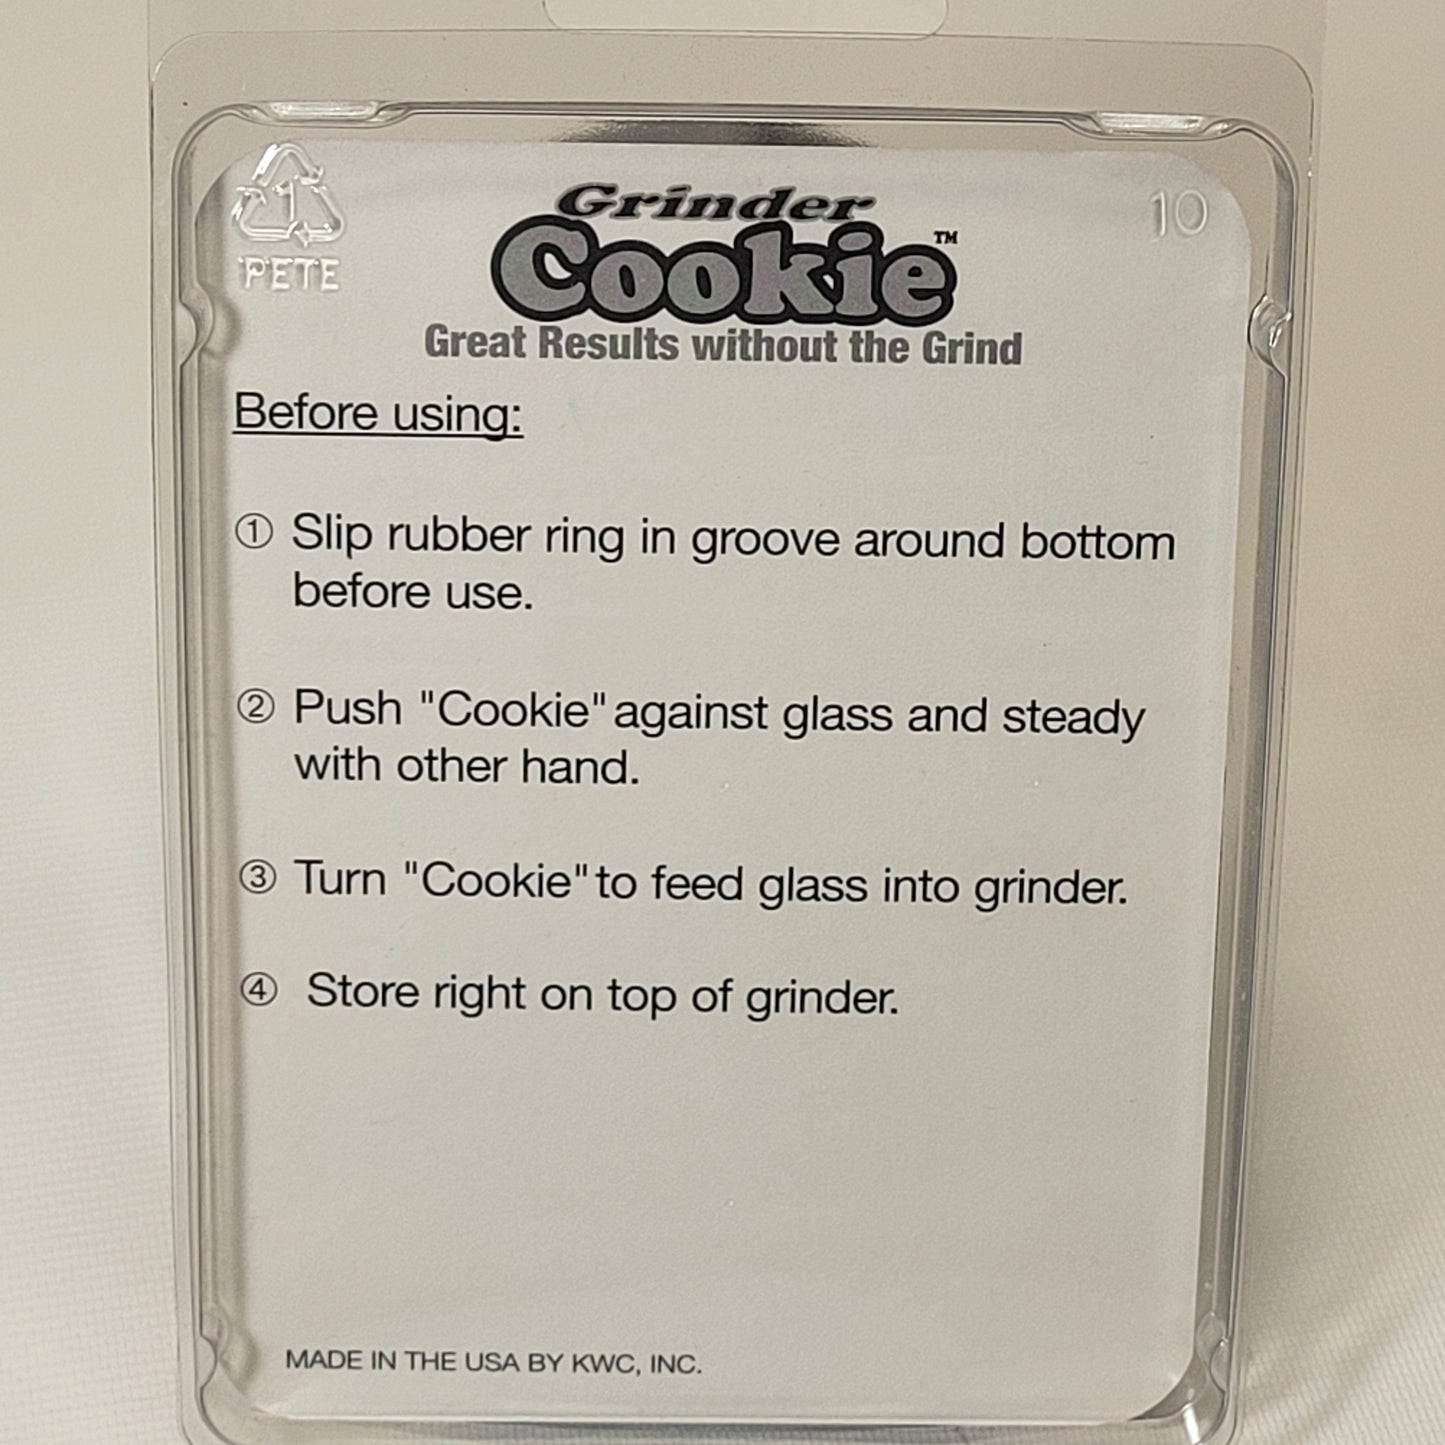 1
PETE
10
Grinder
Cookie™
Great Results without the Grind
Before using:
① Slip rubber ring in groove around bottom
before use.
② Push "Cookie" against glass and steady
with other hand.
③ Turn "Cookie" to feed glass into grinder.
④ Store right on top of grinder.
MADE IN THE USA BY KWC, INC.